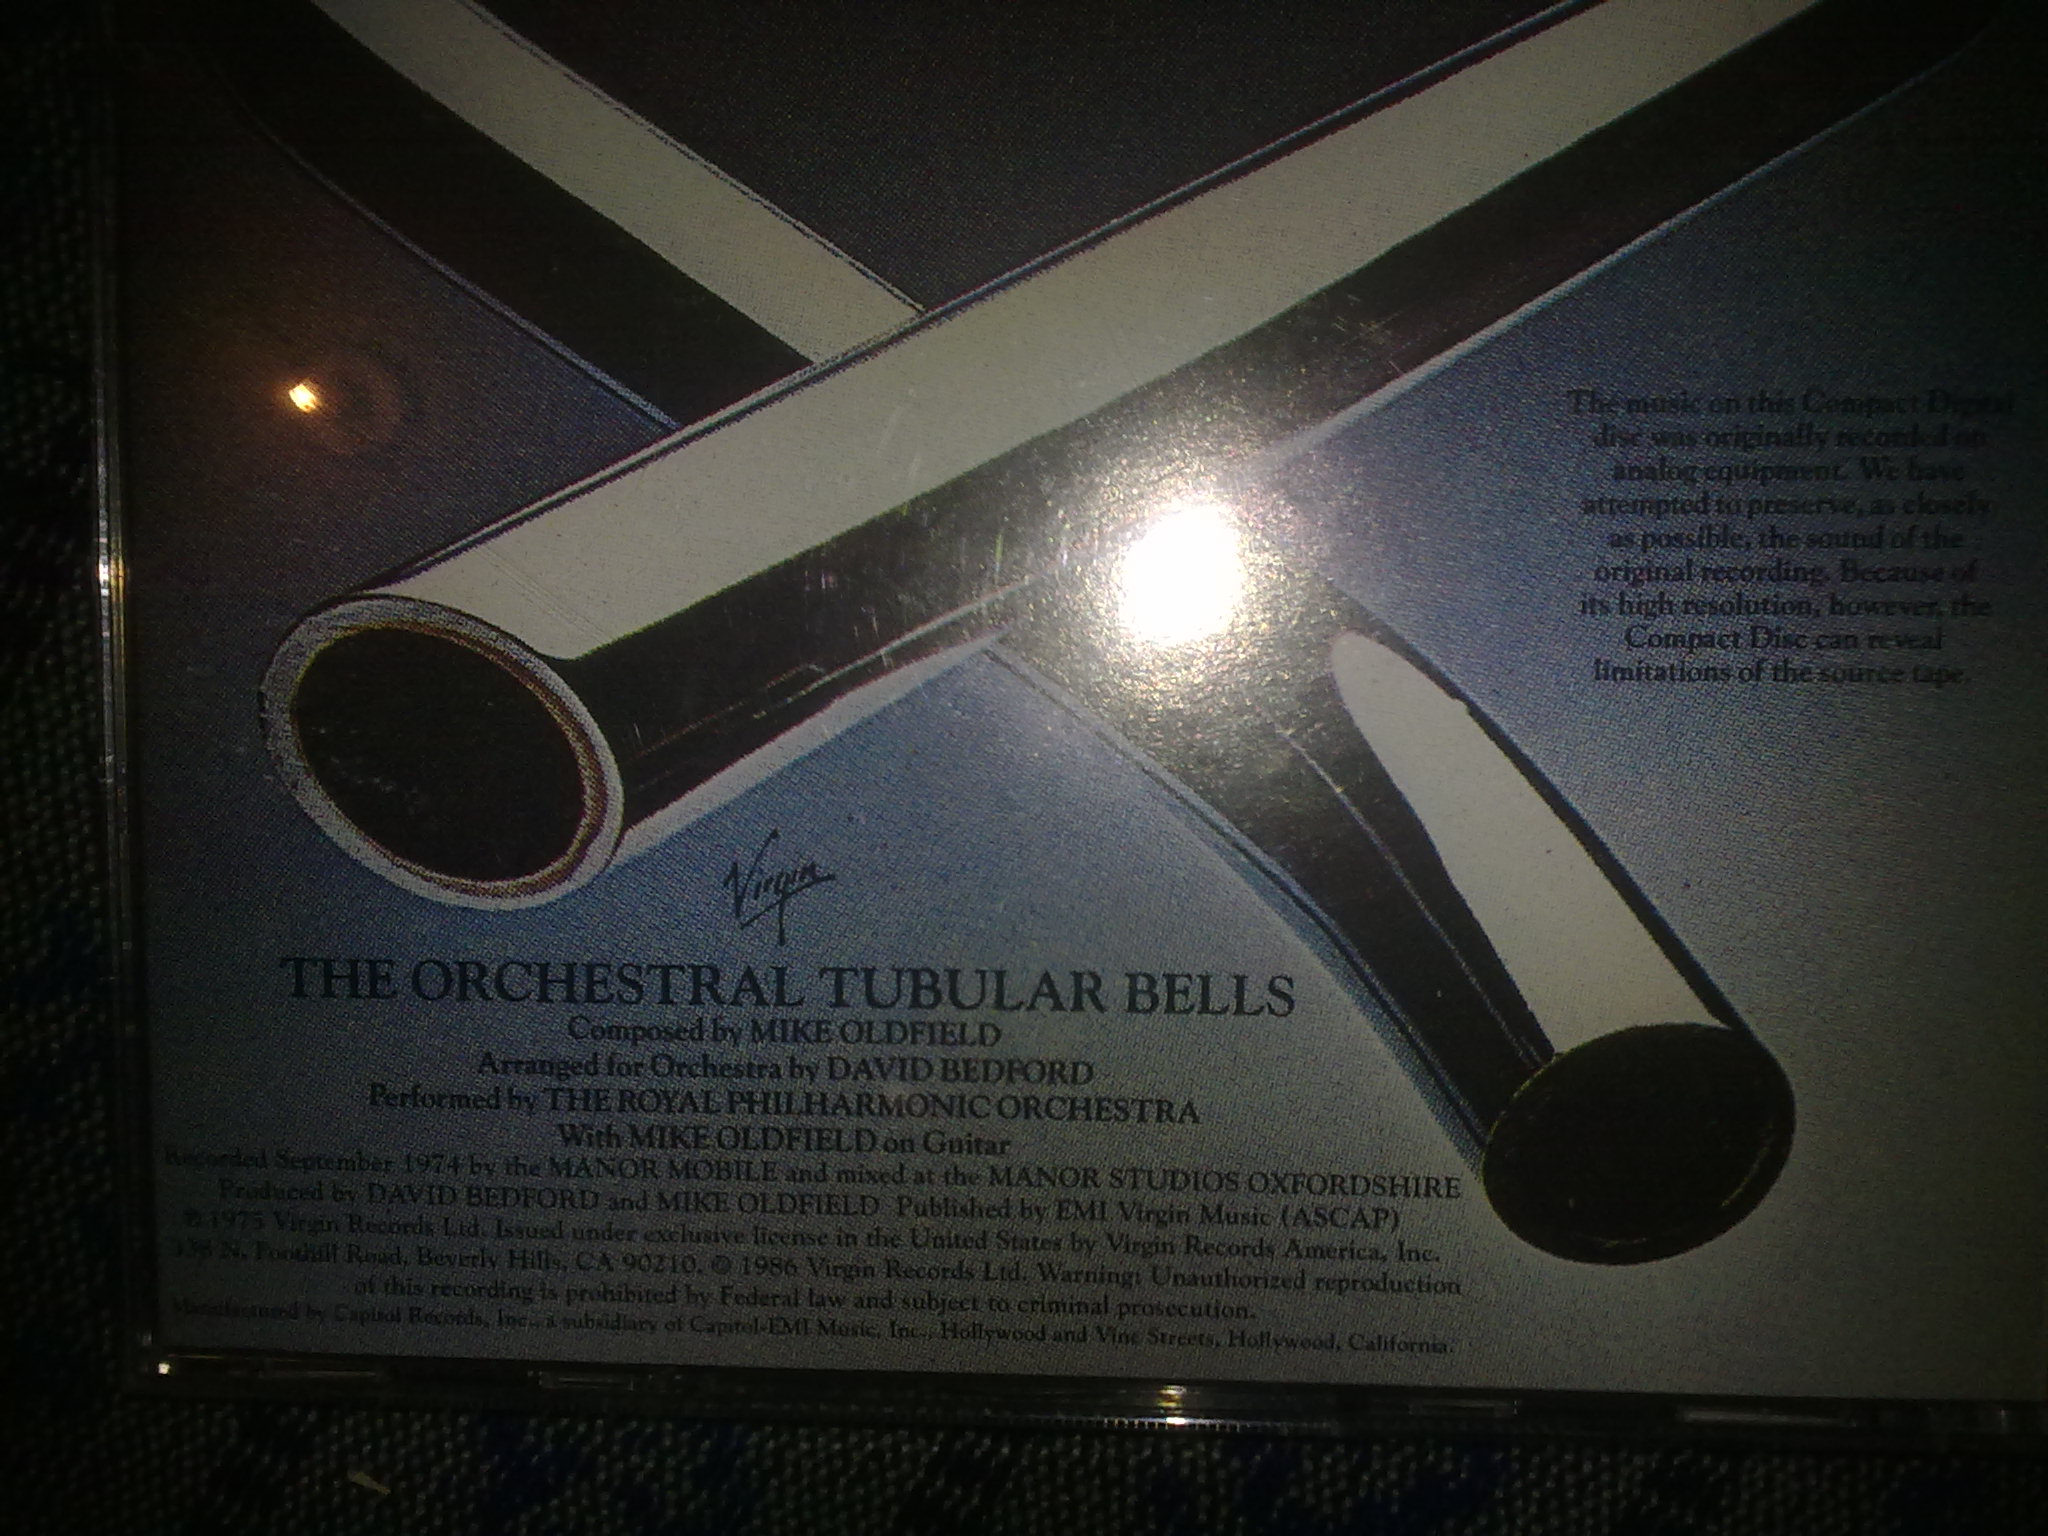 The music on this Compact Digital
disc was originally recorded on
analog equipment. We have
attempted to preserve, as closely
as possible, the sound of the
original recording. Because of
its high resolution, however, the
Compact Disc can reveal
limitations of the source tape.
Virgin
THE ORCHESTRAL TUBULAR BELLS
Composed by MIKE OLDFIELD
Arranged for Orchestra by DAVID BEDFORD
Performed by THE ROYAL PHILHARMONIC ORCHESTRA
With MIKE OLDFIELD on Guitar
Recorded September 1974 by the MANOR MOBILE and mixed at the MANOR STUDIOS OXFORDSHIRE
Produced by DAVID BEDFORD and MIKE OLDFIELD Published by EMI Virgin Music (ASCAP)
℗ 1975 Virgin Records Ltd. Issued under exclusive license in the United States by Virgin Records America, Inc.
N. Foothill Road, Beverly Hills, CA 90210. © 1986 Virgin Records Ltd. Warning: Unauthorized reproduction
of this recording is prohibited by Federal law and subject to criminal prosecution.
Manufactured by Capitol Records, Inc., a subsidiary of Capitol-EMI Music, Inc., Hollywood and Vine Streets, Hollywood, California.